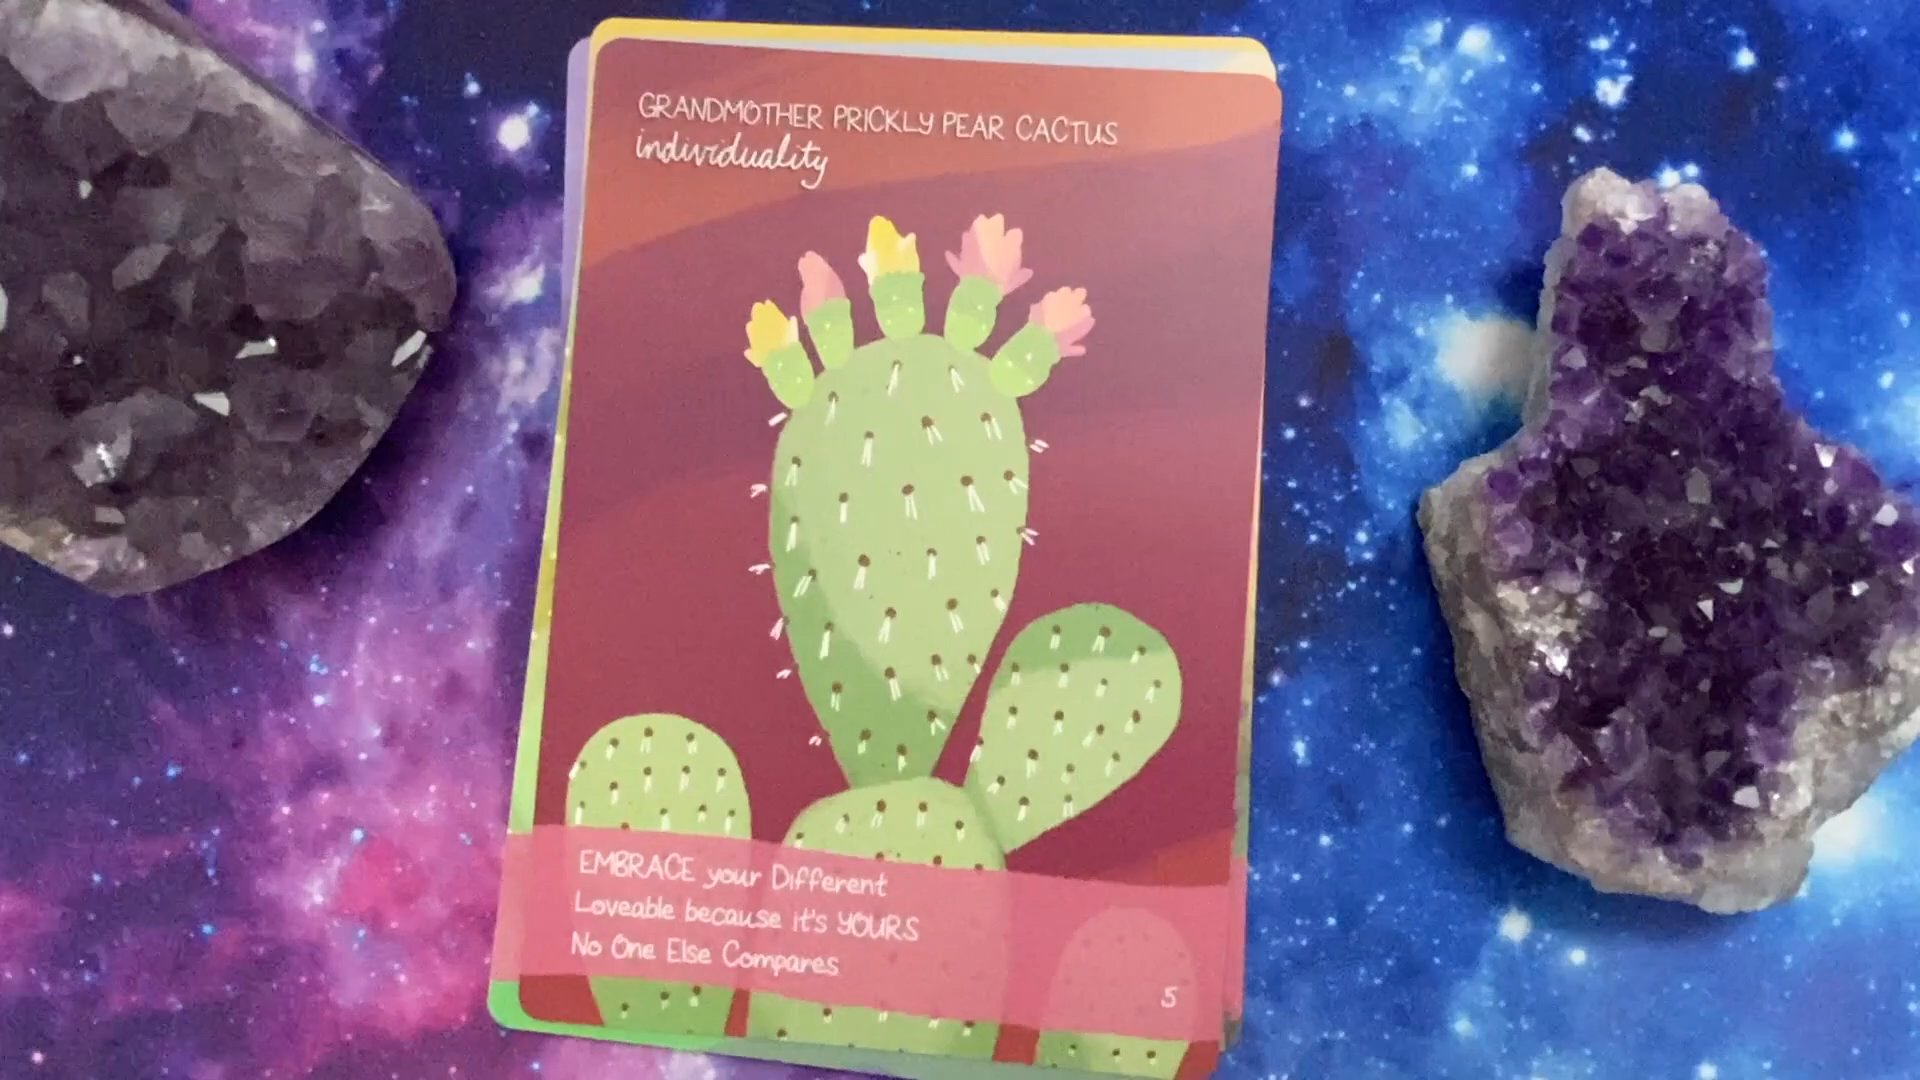 GRANDMOTHER PRICKLY PEAR CACTUS
individuality
EMBRACE your Different
Loveable because it's YOURS
No One Else Compares
5